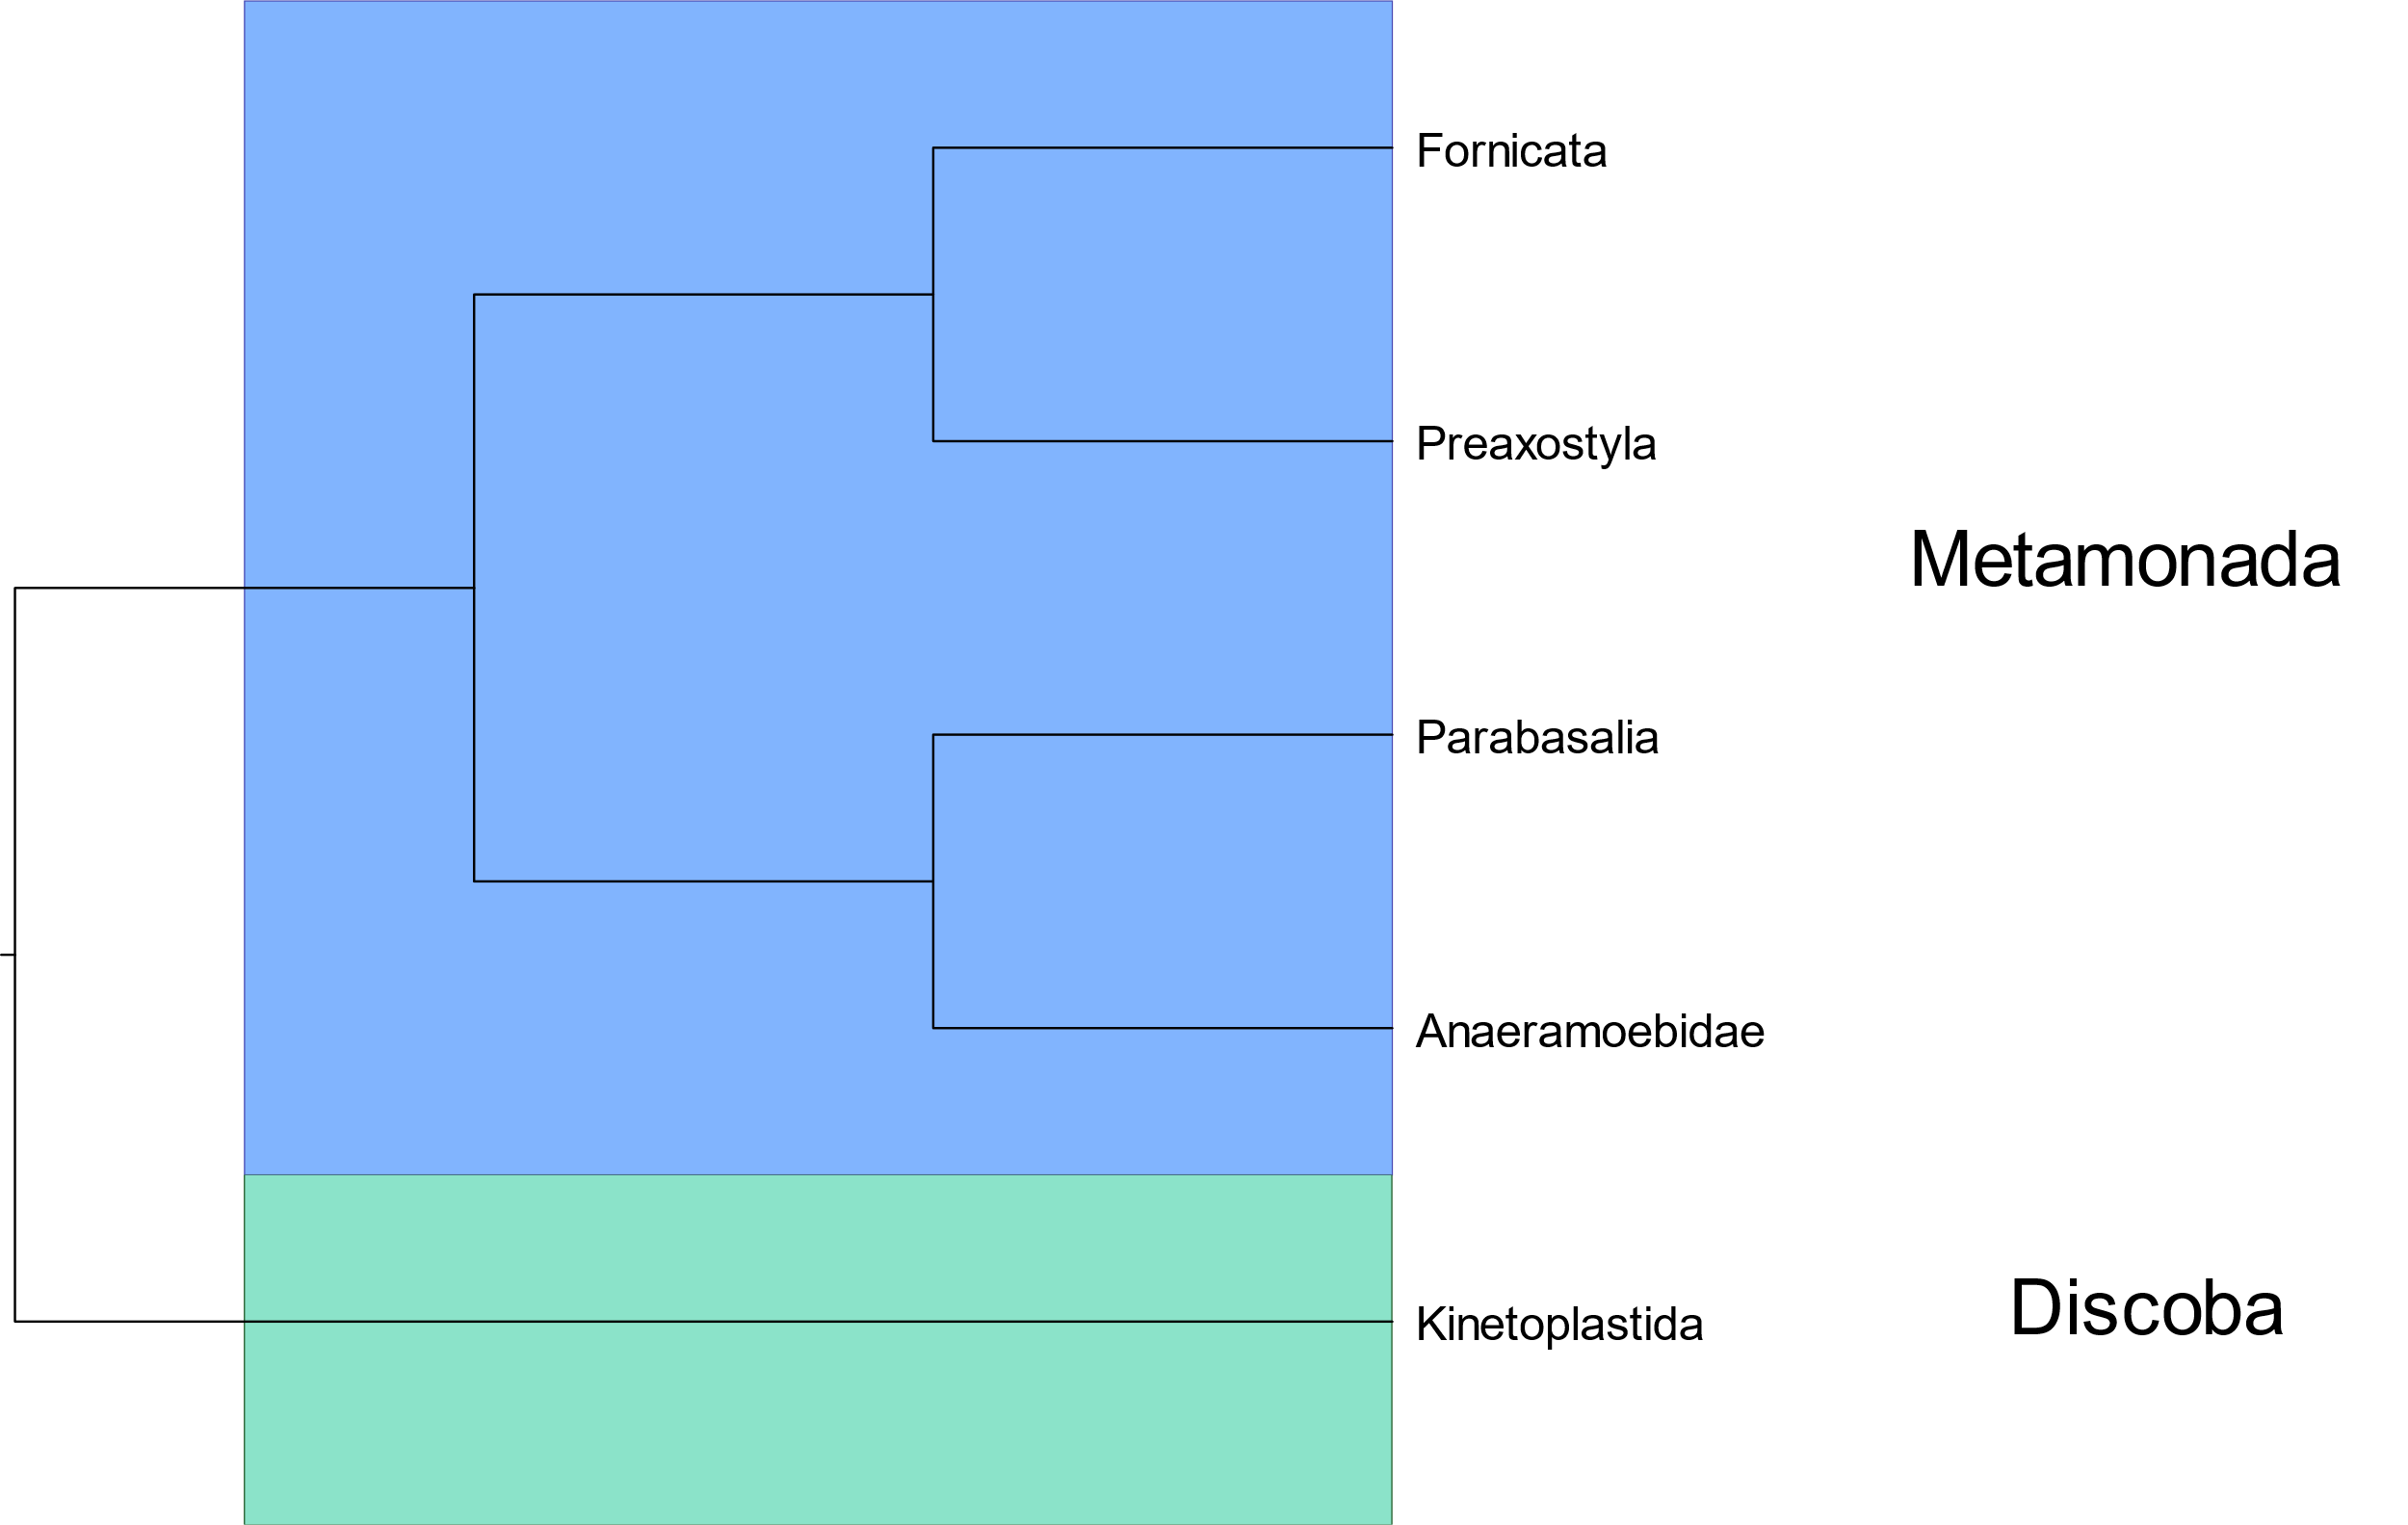 Fornicata
Preaxostyla
Metamonada
Parabasalia
Anaeramoebidae
Kinetoplastida
Discoba